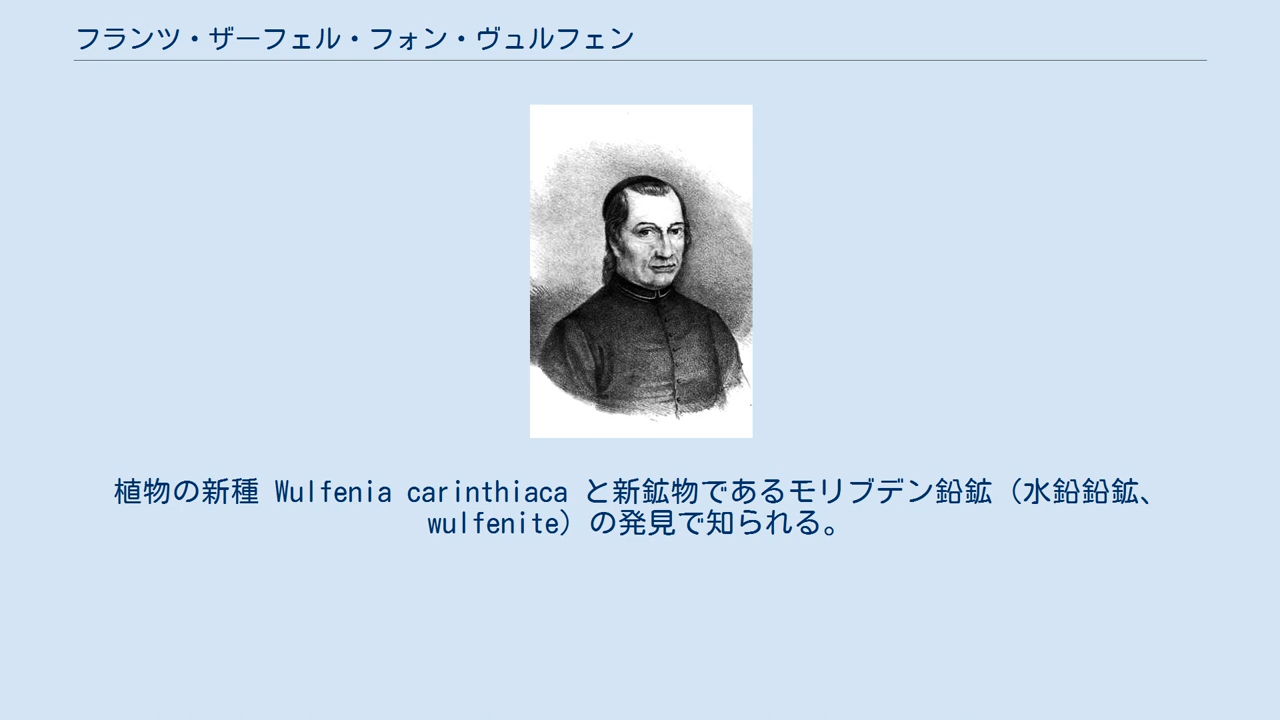 フランツ・ザーフェル・フォン・ヴュルフェン
植物の新種 Wulfenia carinthiaca と新鉱物であるモリブデン鉛鉱（水鉛鉛鉱、
wulfenite）の発見で知られる。